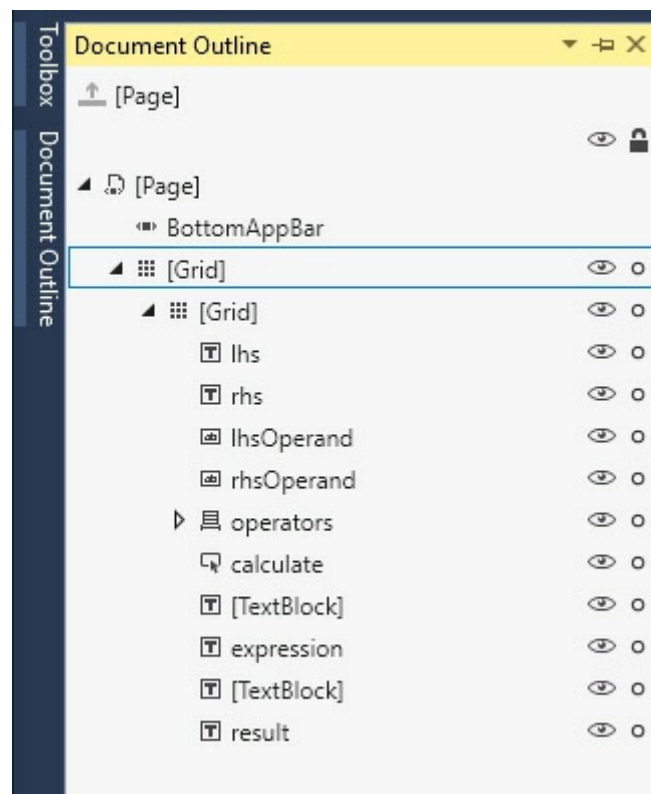 Toolbox
Document Outline
Document Outline
[Page]
[Page]
BottomAppBar
[Grid]
[Grid]
lhs
rhs
lhsOperand
rhsOperand
operators
calculate
[TextBlock]
expression
[TextBlock]
result